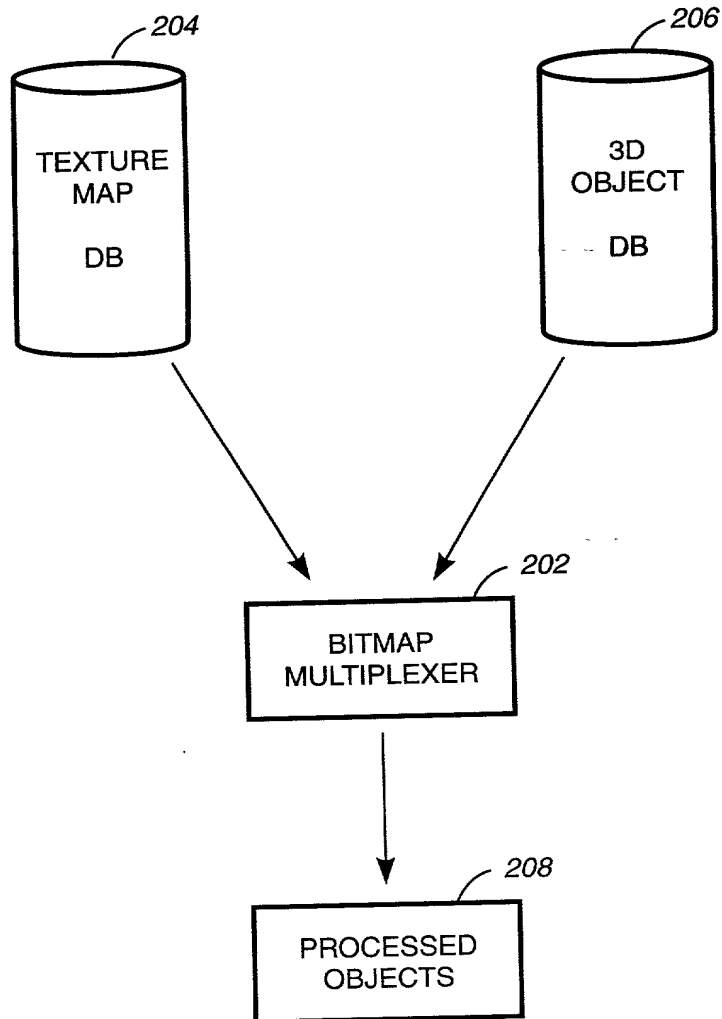 204
206
TEXTURE
MAP
DB
3D
OBJECT
DB
202
BITMAP
MULTIPLEXER
208
PROCESSED
OBJECTS